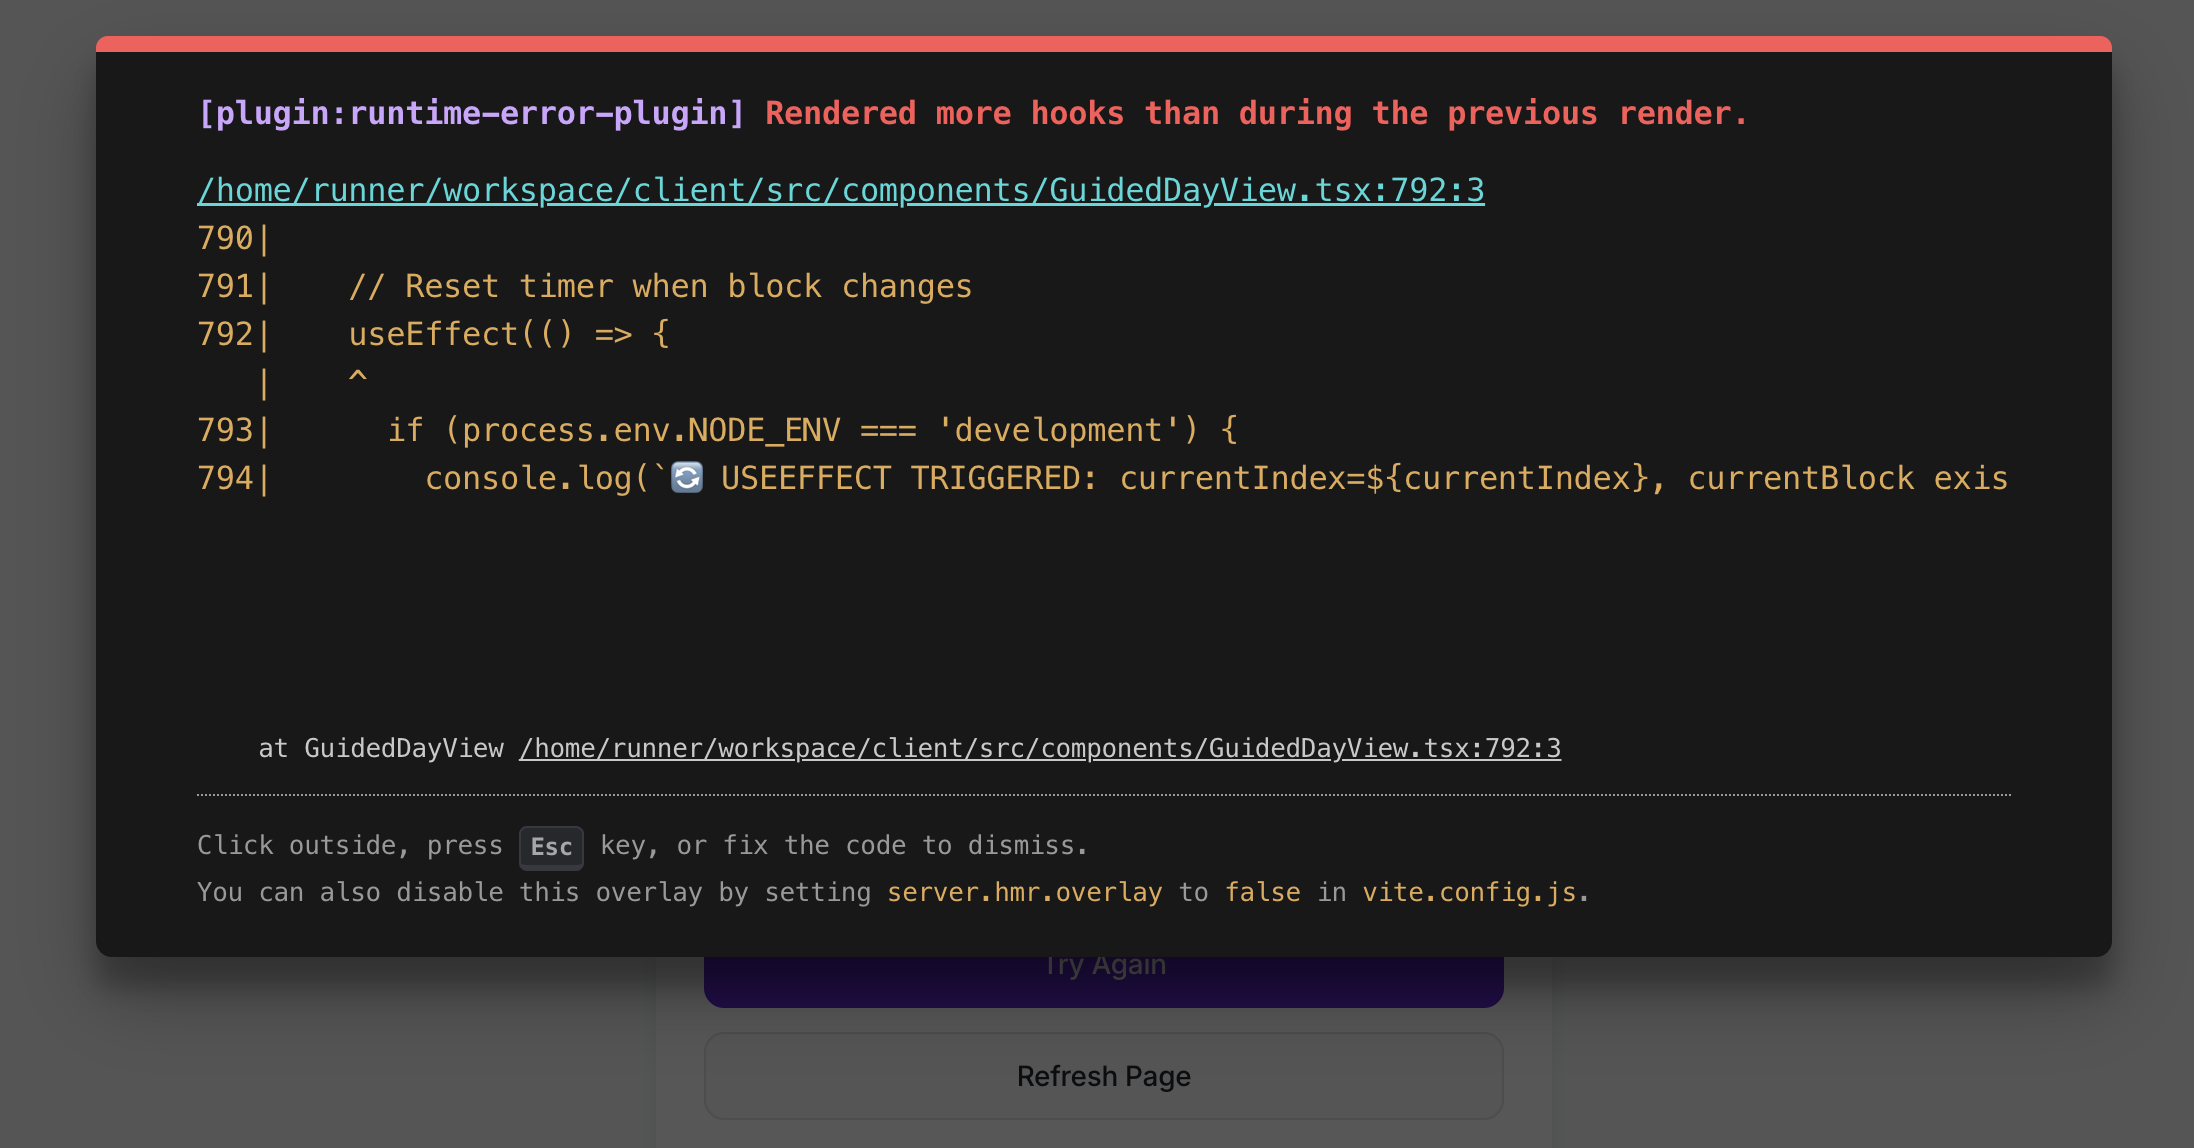 [plugin:runtime-error-plugin] Rendered more hooks than during the previous render.
/home/runner/workspace/client/src/components/GuidedDayView.tsx:792:3
790|
791|    // Reset timer when block changes
792|    useEffect(() => {
   |    ^
793|      if (process.env.NODE_ENV === 'development') {
794|        console.log(`🔄 USEEFFECT TRIGGERED: currentIndex=${currentIndex}, currentBlock exis
at GuidedDayView /home/runner/workspace/client/src/components/GuidedDayView.tsx:792:3
Click outside, press Esc key, or fix the code to dismiss.
You can also disable this overlay by setting server.hmr.overlay to false in vite.config.js.
Try Again
Refresh Page